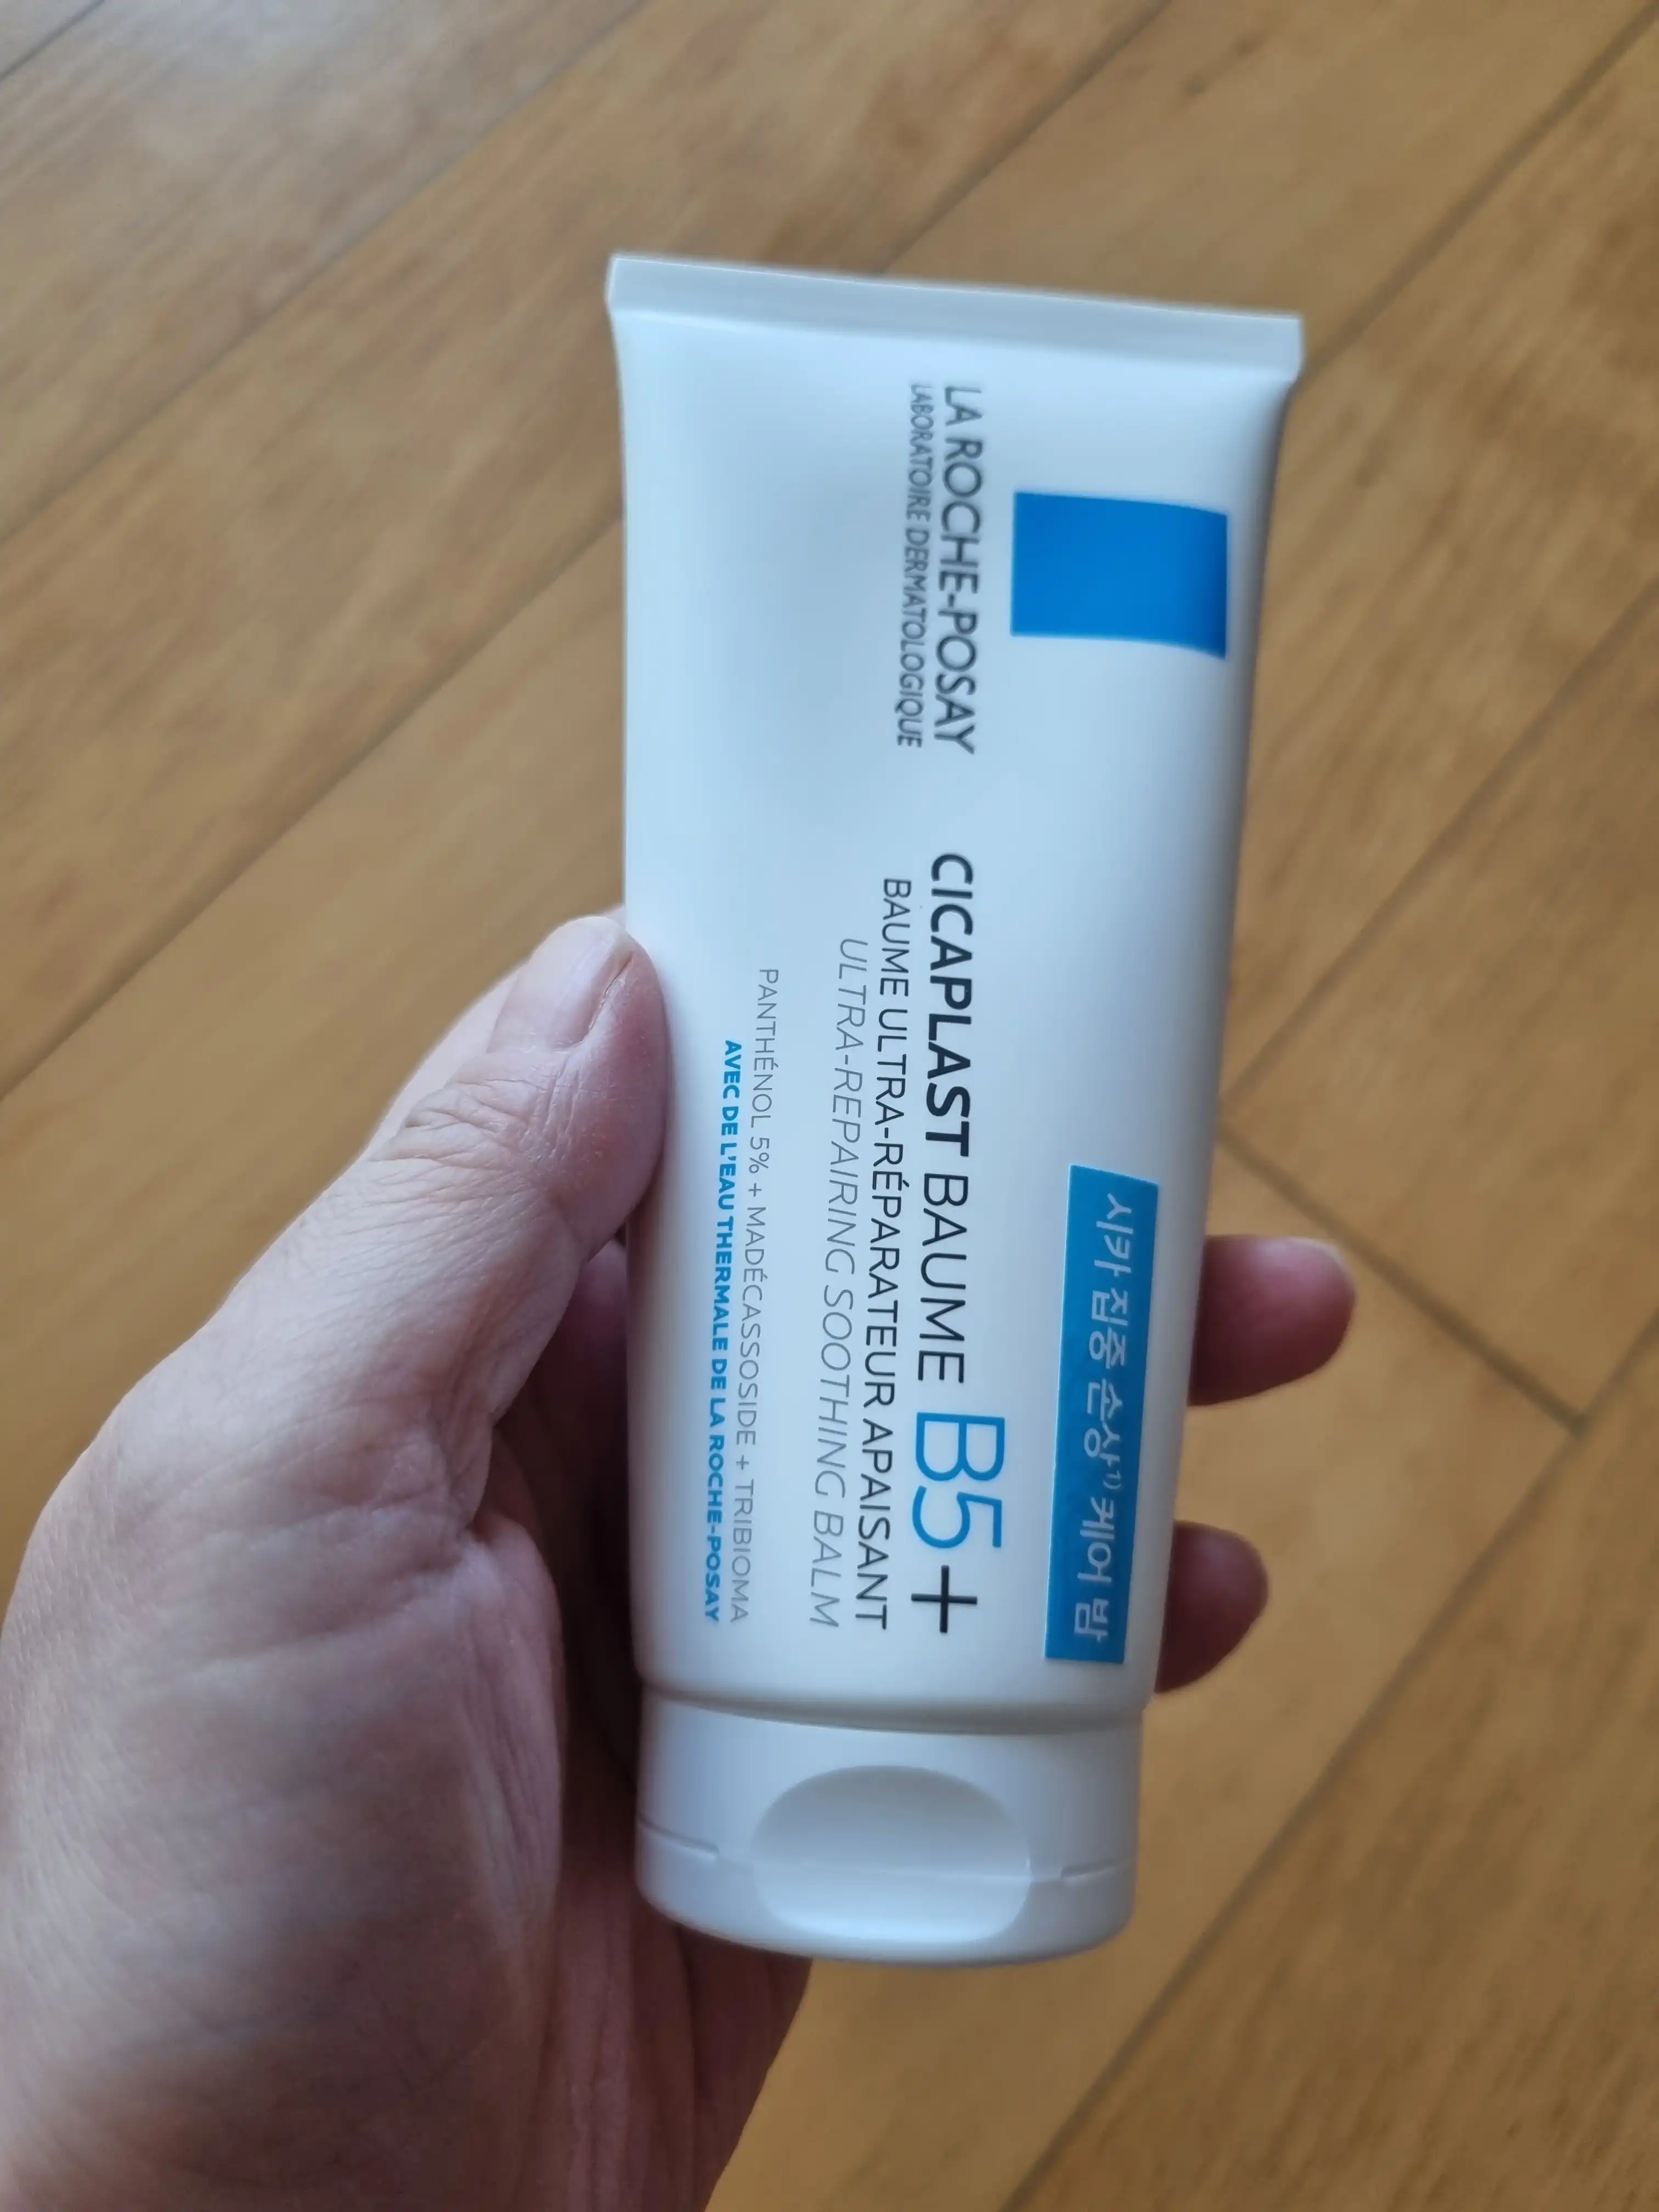 LA ROCHE-POSAY
LABORATOIRE DERMATOLOGIQUE
시카 집중 손상¹⁾ 케어 밤
CICAPLAST BAUME B5+
BAUME ULTRA-RÉPARATEUR APAISANT
ULTRA-REPAIRING SOOTHING BALM
PANTHÉNOL 5% + MADÉCASSOSIDE + TRIBIOMA
AVEC DE L'EAU THERMALE DE LA ROCHE-POSAY